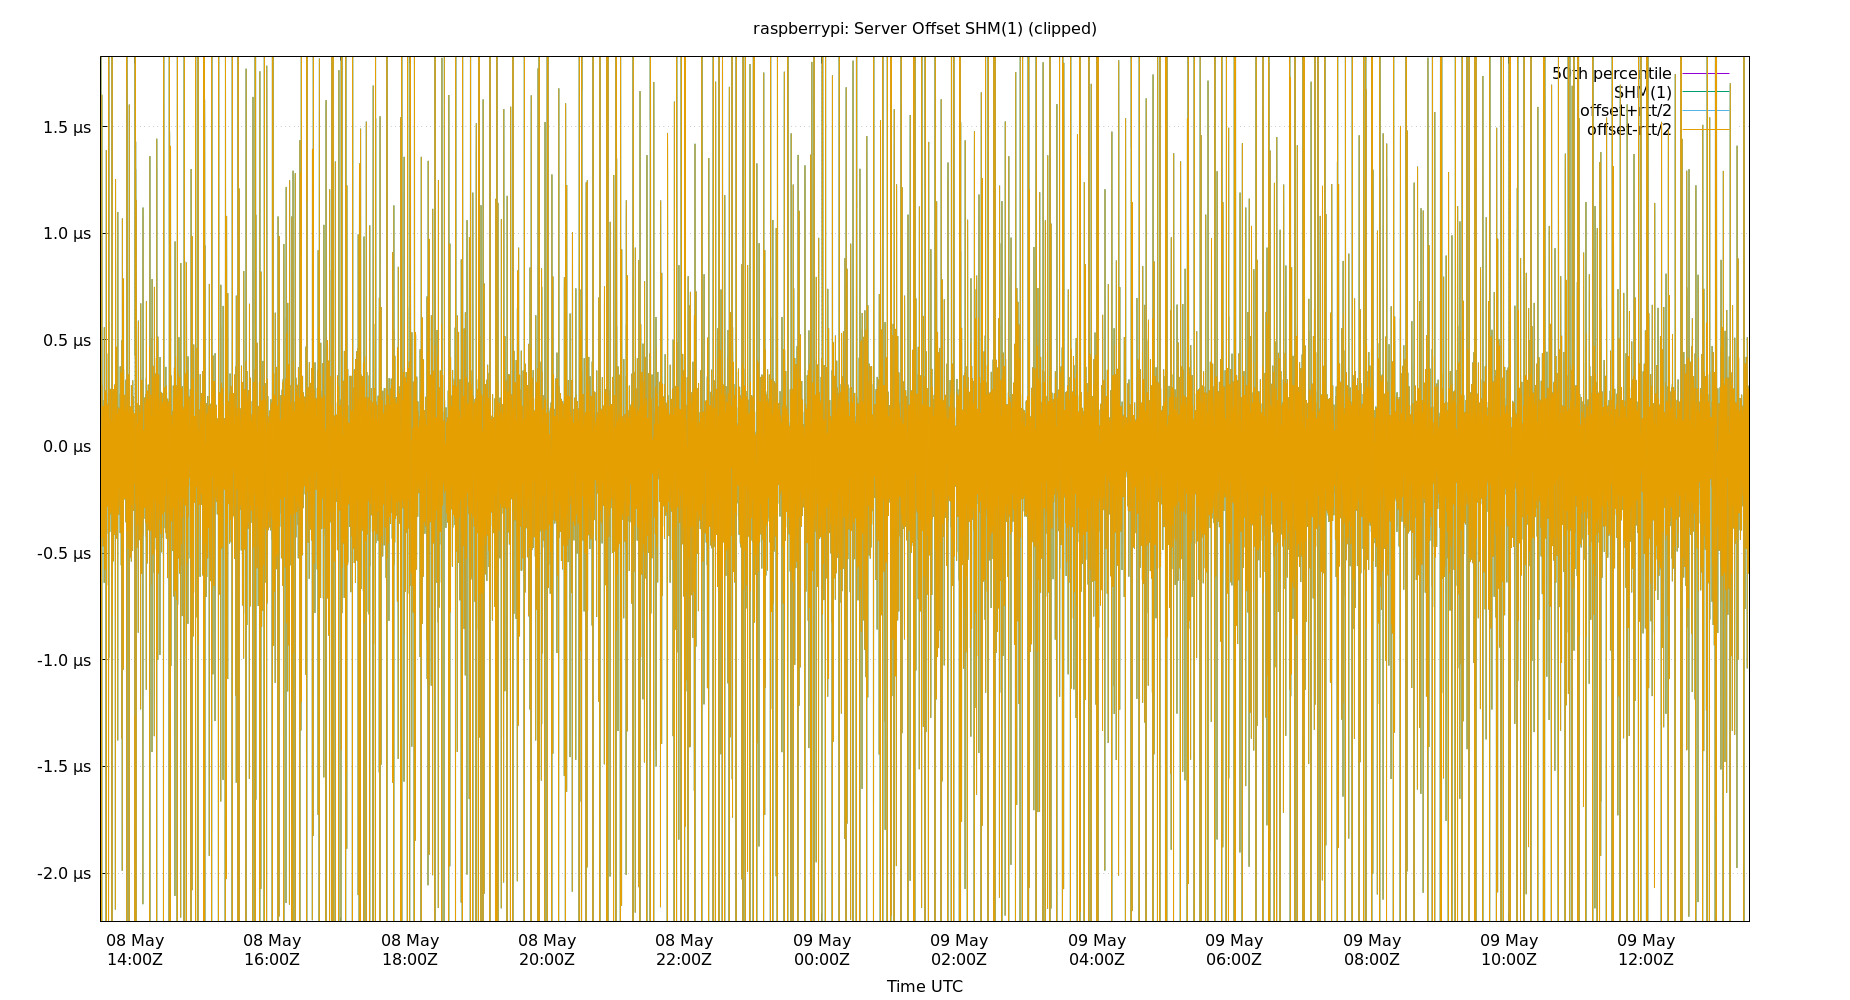 raspberrypi: Server Offset SHM(1) (clipped)
50th percentile
SHM(1)
offset+rtt/2
offset-rtt/2
1.5 µs
1.0 µs
0.5 µs
0.0 µs
-0.5 µs
-1.0 µs
-1.5 µs
-2.0 µs
08 May 08 May 08 May 08 May 08 May 09 May 09 May 09 May 09 May 09 May 09 May 09 May
14:00Z 16:00Z 18:00Z 20:00Z 22:00Z 00:00Z 02:00Z 04:00Z 06:00Z 08:00Z 10:00Z 12:00Z
Time UTC